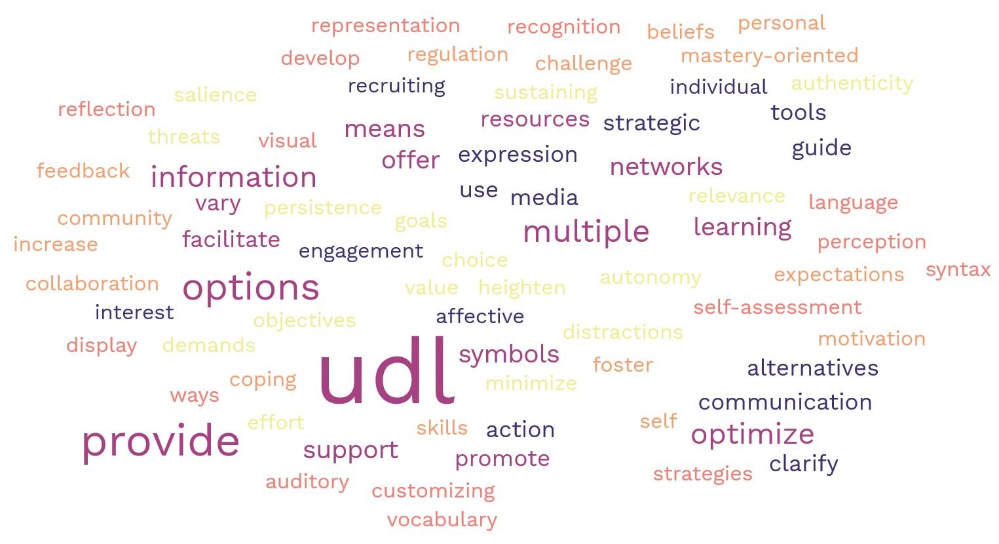 representation
recognition
beliefs
personal
develop
regulation
challenge
mastery-oriented
salience
recruiting
sustaining
individual
authenticity
reflection
threats
visual
means
resources
strategic
tools
feedback
information
offer
expression
networks
guide
vary
persistence
goals
use
media
relevance
language
community
increase
facilitate
engagement
multiple
learning
perception
collaboration
options
choice
value
heighten
autonomy
expectations
syntax
interest
objectives
affective
self-assessment
display
demands
udl
symbols
distractions
motivation
coping
minimize
foster
alternatives
ways
communication
provide
effort
support
skills
action
self
optimize
promote
clarify
auditory
customizing
strategies
vocabulary